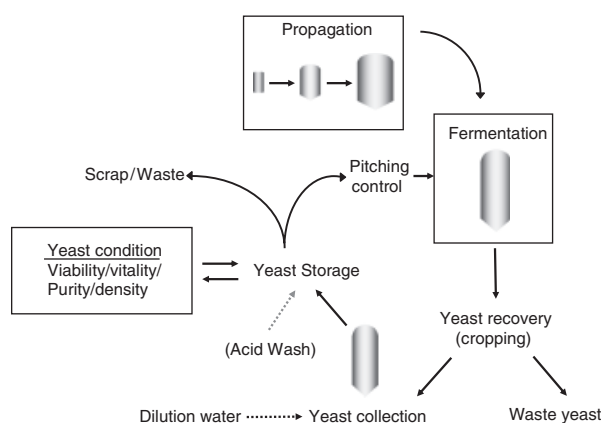 Propagation
Fermentation
Scrap/Waste
Pitching
control
Yeast condition
Viability/vitality/
Purity/density
Yeast Storage
(Acid Wash)
Yeast recovery
(cropping)
Dilution water
Yeast collection
Waste yeast